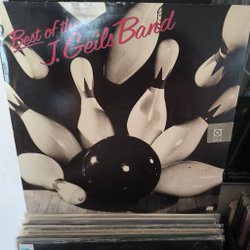 Best of the
J. Geils Band